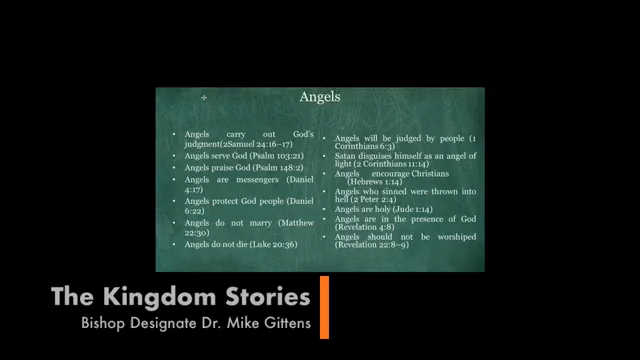 Angels
• Angels carry out God's
judgment(2Samuel 24:16–17)
• Angels serve God (Psalm 103:21)
• Angels praise God (Psalm 148:2)
• Angels are messengers (Daniel
4:17)
• Angels protect God people (Daniel
6:22)
• Angels do not marry (Matthew
22:30)
• Angels do not die (Luke 20:36)
• Angels will be judged by people (1
Corinthians 6:3)
• Satan disguises himself as an angel of
light (2 Corinthians 11:14)
• Angels encourage Christians
(Hebrews 1:14)
• Angels who sinned were thrown into
hell (2 Peter 2:4)
• Angels are holy (Jude 1:14)
• Angels are in the presence of God
(Revelation 4:8)
• Angels should not be worshiped
(Revelation 22:8–9)
The Kingdom Stories
Bishop Designate Dr. Mike Gittens